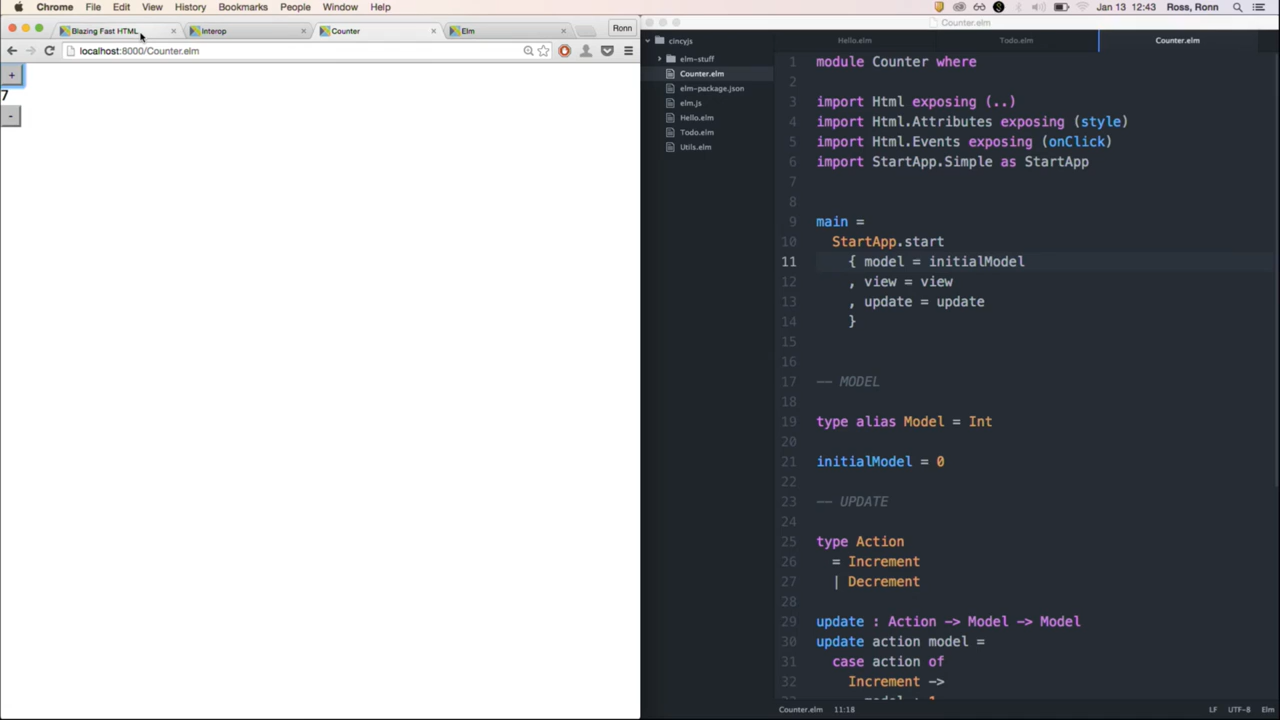 Chrome File Edit View History Bookmarks People Window Help
Jan 13 12:43 Ross, Ronn
Blazing Fast HTML Interop Counter Elm Ronn
localhost:8000/Counter.elm
+
7
-
Counter.elm
cincyjs
elm-stuff
Counter.elm
elm-package.json
elm.js
Hello.elm
Todo.elm
Utils.elm
Hello.elm Todo.elm Counter.elm
1 module Counter where
2
3 import Html exposing (..)
4 import Html.Attributes exposing (style)
5 import Html.Events exposing (onClick)
6 import StartApp.Simple as StartApp
7
8
9 main =
10 StartApp.start
11 { model = initialModel
12 , view = view
13 , update = update
14 }
15
16
17 -- MODEL
18
19 type alias Model = Int
20
21 initialModel = 0
22
23 -- UPDATE
24
25 type Action
26 = Increment
27 | Decrement
28
29 update : Action -> Model -> Model
30 update action model =
31 case action of
32 Increment ->
Counter.elm 11:18 LF UTF-8 Elm